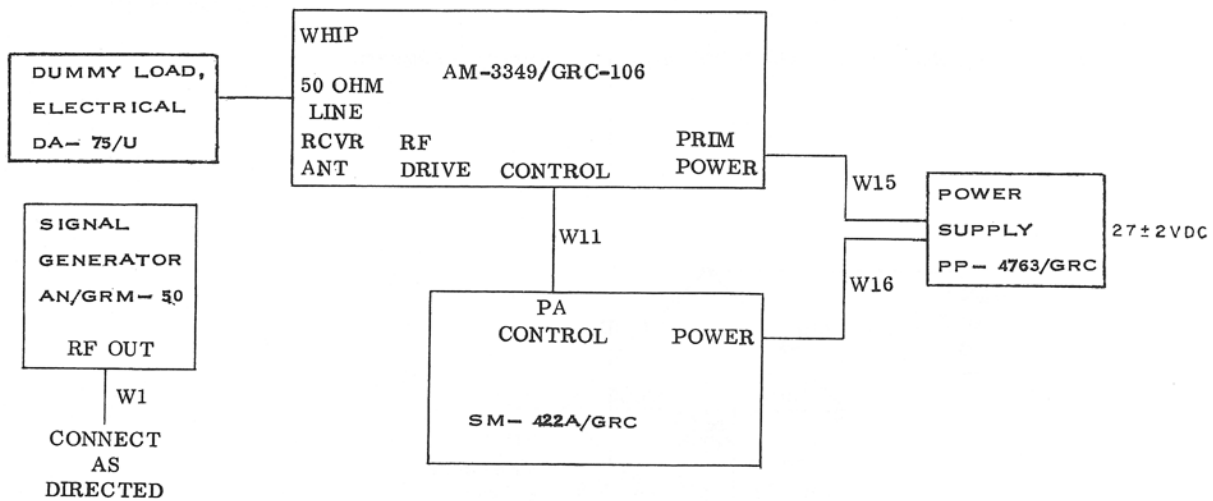 WHIP
AM-3349/GRC-106
50 OHM
LINE
RCVR
ANT
RF
DRIVE
CONTROL
PRIM
POWER
DUMMY LOAD,
ELECTRICAL
DA- 75/U
SIGNAL
GENERATOR
AN/GRM- 50
RF OUT
W1
CONNECT
AS
DIRECTED
W11
W15
W16
POWER
SUPPLY
PP- 4763/GRC
27±2VDC
PA
CONTROL
POWER
SM- 422A/GRC